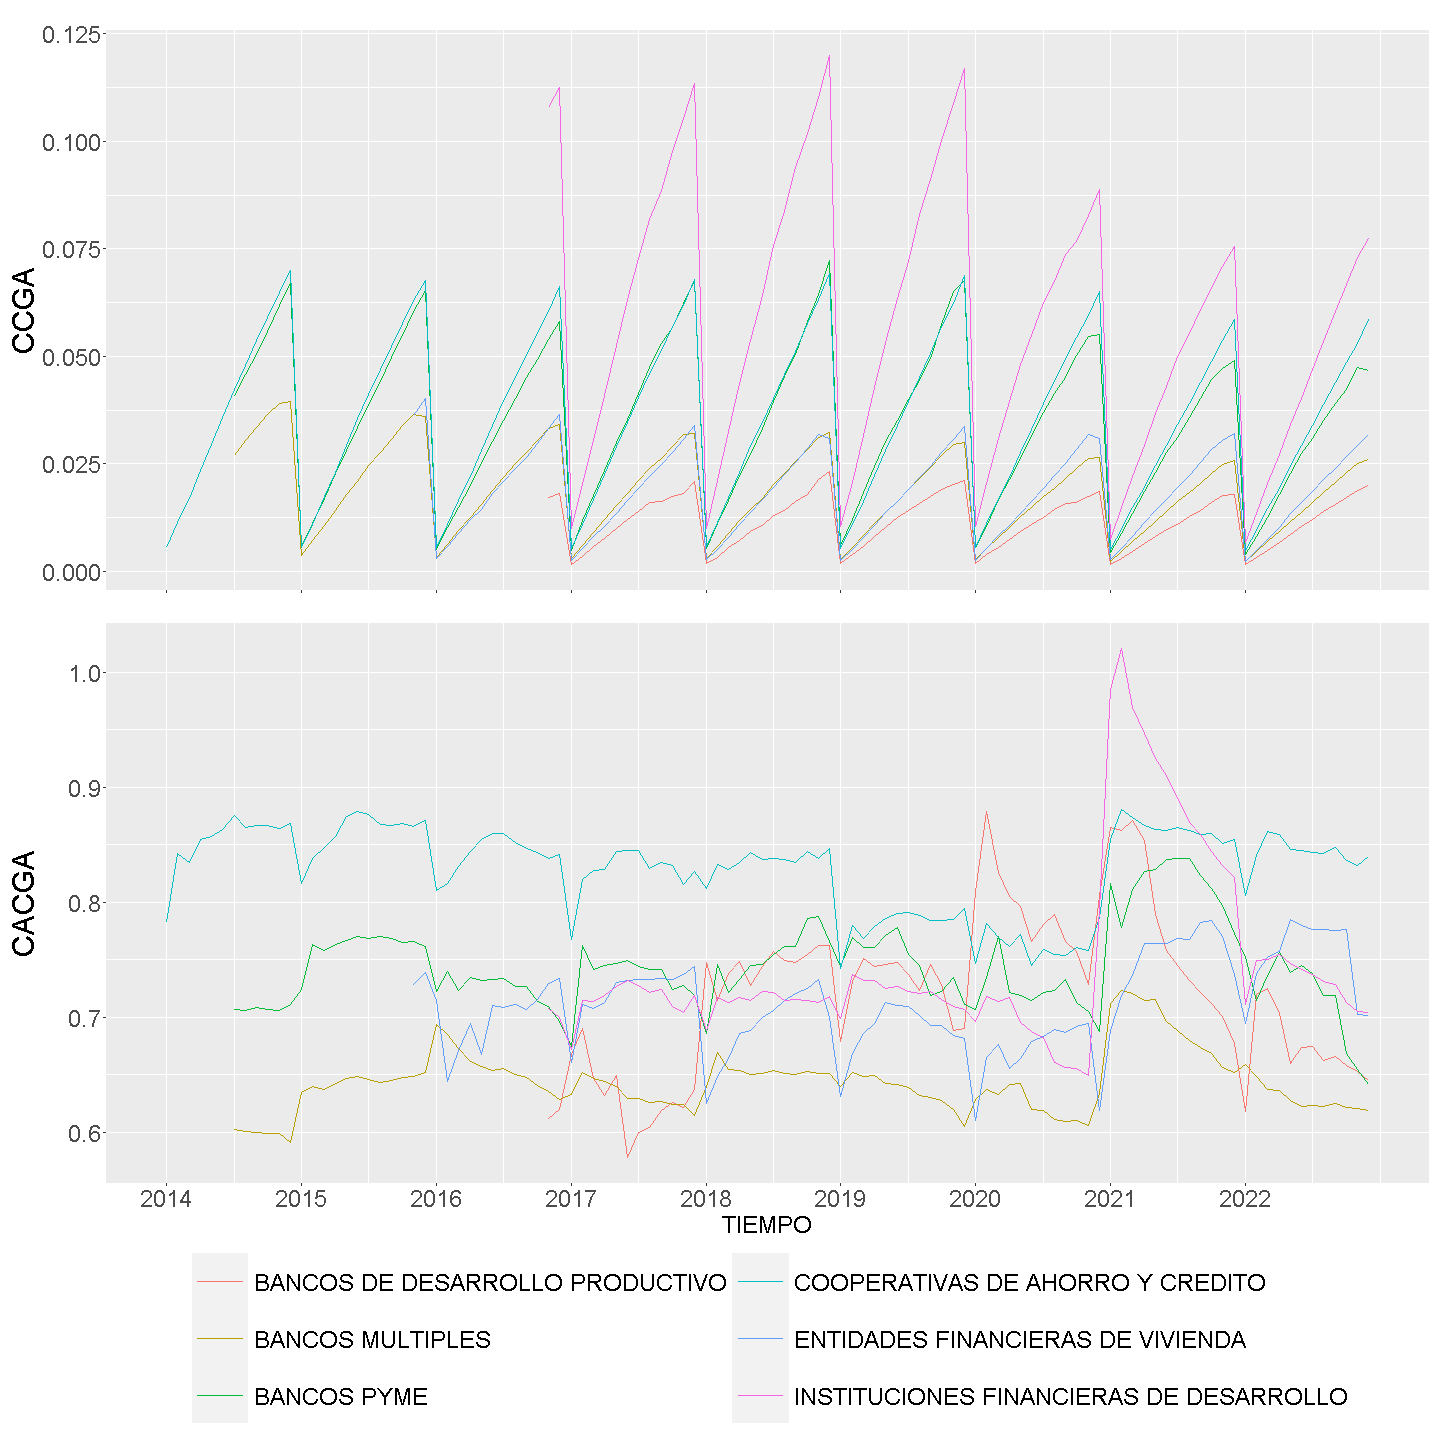 0.125
0.100
0.075
0.050
0.025
0.000
CCGA
1.0
0.9
0.8
0.7
0.6
CACGA
2014 2015 2016 2017 2018 2019 2020 2021 2022
TIEMPO
BANCOS DE DESARROLLO PRODUCTIVO COOPERATIVAS DE AHORRO Y CREDITO
BANCOS MULTIPLES ENTIDADES FINANCIERAS DE VIVIENDA
BANCOS PYME INSTITUCIONES FINANCIERAS DE DESARROLLO